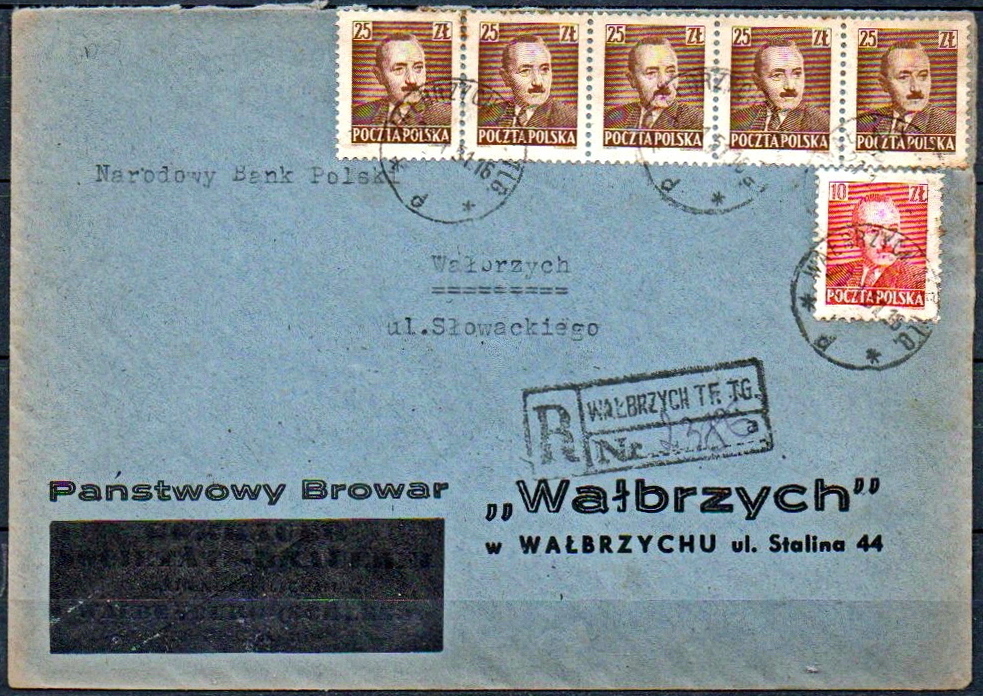 25 ZŁ 25 ZŁ 25 ZŁ 25 ZŁ 25 ZŁ
POCZTA POLSKA POCZTA POLSKA POCZTA POLSKA POCZTA POLSKA POCZTA POLSKA
10 ZŁ
POCZTA POLSKA
Narodowy Bank Polski
Wałbrzych
=========
ul.Słowackiego
R WAŁBRZYCH TF. TG.
Nr. a
Państwowy Browar
„Wałbrzych”
w WAŁBRZYCHU ul. Stalina 44